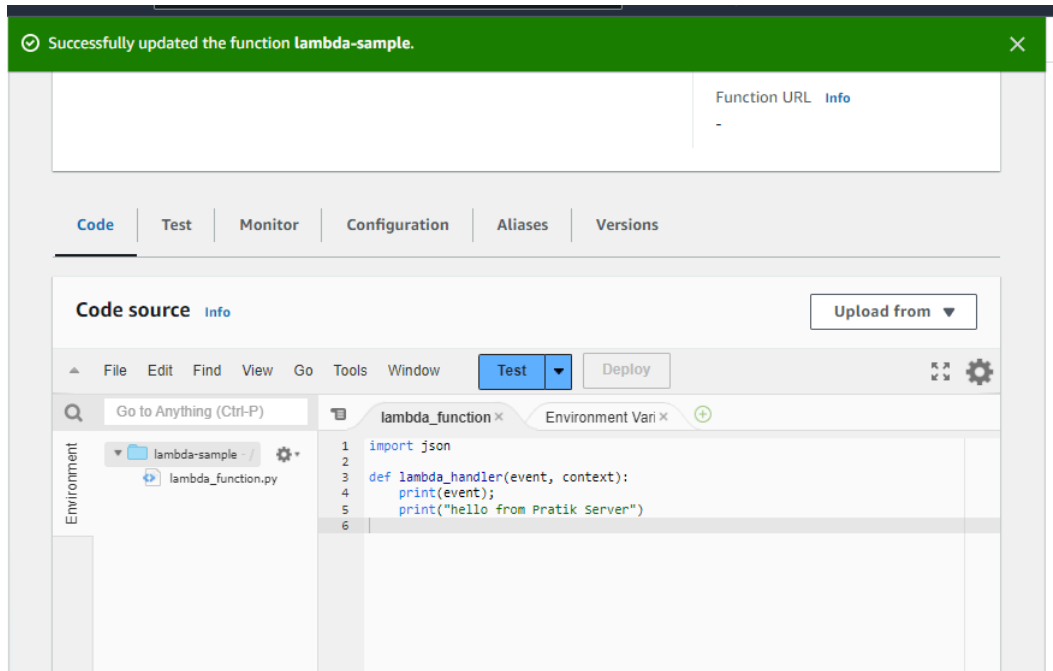 Successfully updated the function lambda-sample.
Function URL Info
-
Code Test Monitor Configuration Aliases Versions
Code source Info
Upload from
File Edit Find View Go Tools Window Test Deploy
Go to Anything (Ctrl-P)
lambda_function × Environment Vari ×
Environment
lambda-sample - /
lambda_function.py
1 import json
2
3 def lambda_handler(event, context):
4     print(event);
5     print("hello from Pratik Server")
6